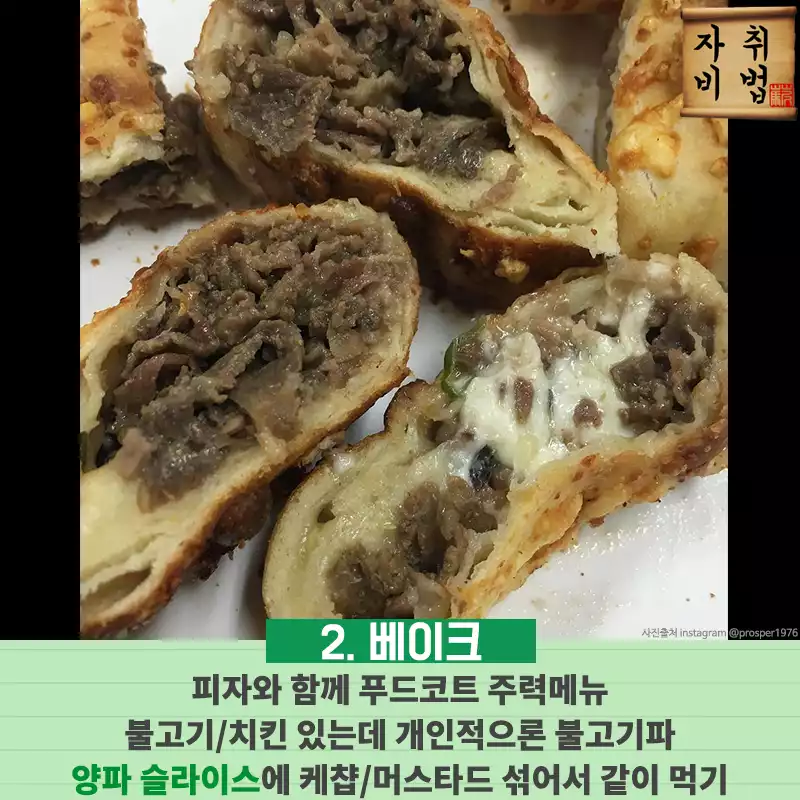 자취
비법
사진출처 instagram @prosper1976
2. 베이크
피자와 함께 푸드코트 주력메뉴
불고기/치킨 있는데 개인적으론 불고기파
양파 슬라이스에 케챱/머스타드 섞어서 같이 먹기